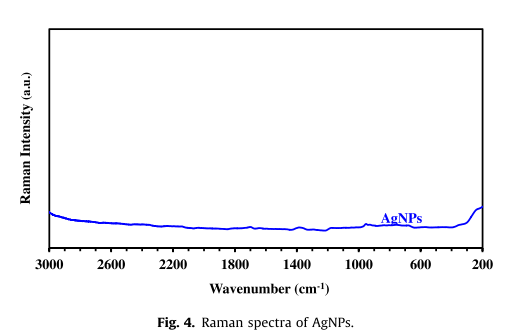 Raman Intensity (a.u.)
AgNPs
3000 2600 2200 1800 1400 1000 600 200
Wavenumber (cm-1)
Fig. 4. Raman spectra of AgNPs.